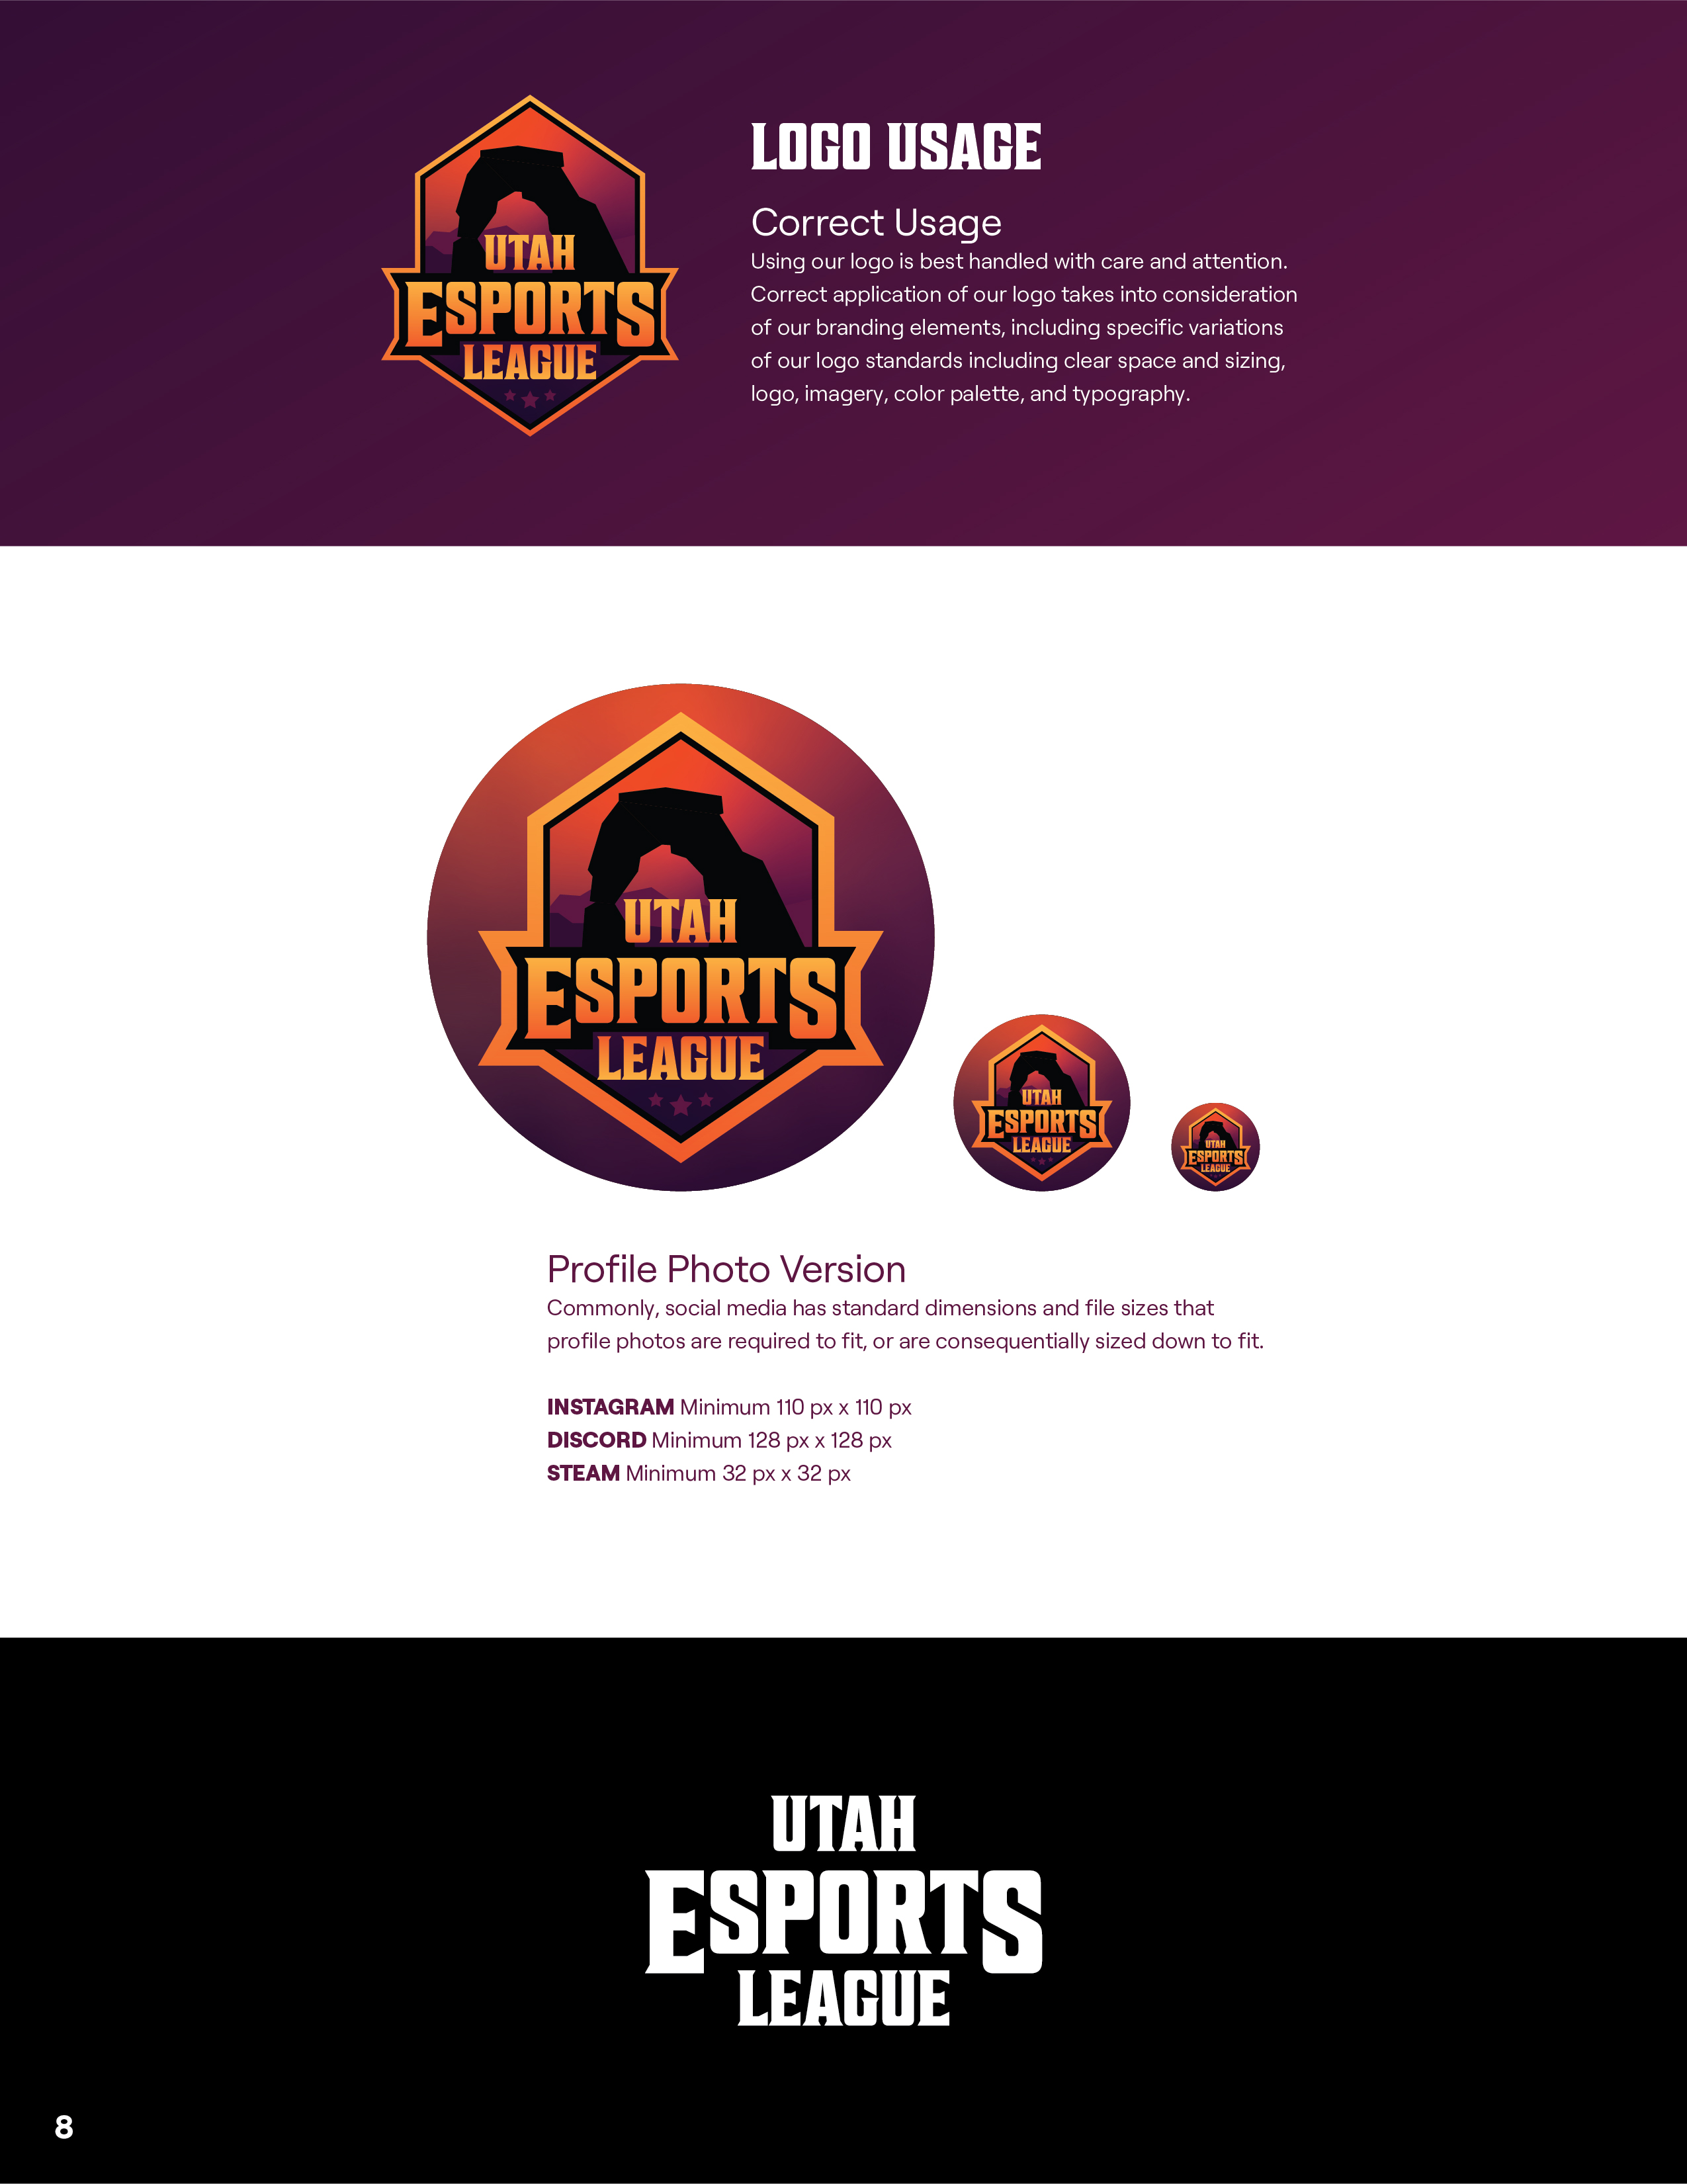 UTAH
ESPORTS
LEAGUE
LOGO USAGE
Correct Usage
Using our logo is best handled with care and attention.
Correct application of our logo takes into consideration
of our branding elements, including specific variations
of our logo standards including clear space and sizing,
logo, imagery, color palette, and typography.
UTAH
ESPORTS
LEAGUE
UTAH
ESPORTS
LEAGUE
UTAH
ESPORTS
LEAGUE
Profile Photo Version
Commonly, social media has standard dimensions and file sizes that
profile photos are required to fit, or are consequentially sized down to fit.
INSTAGRAM Minimum 110 px x 110 px
DISCORD Minimum 128 px x 128 px
STEAM Minimum 32 px x 32 px
UTAH
ESPORTS
LEAGUE
8